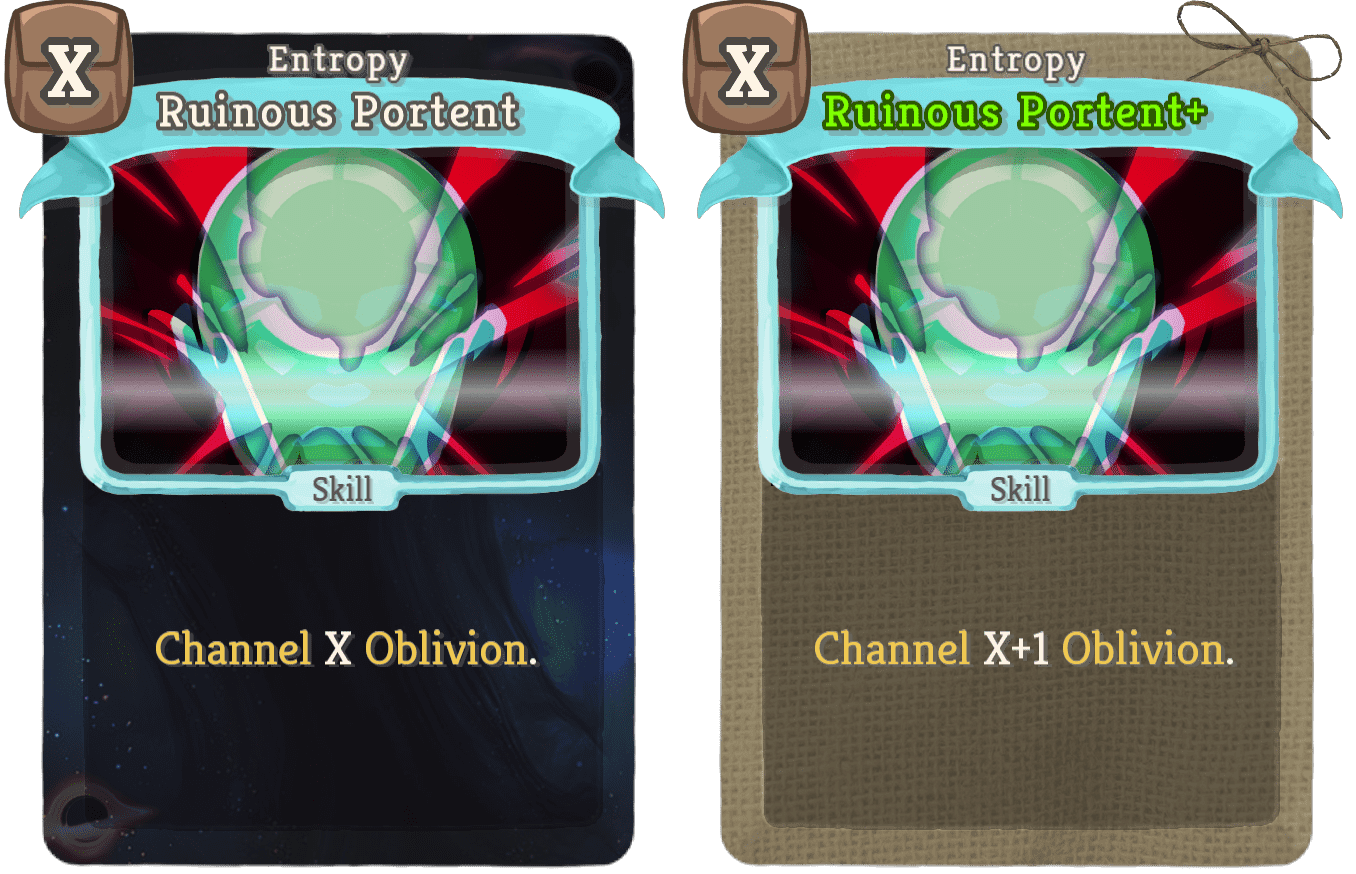 X
Entropy
Ruinous Portent
Skill
Channel X Oblivion.
X
Entropy
Ruinous Portent+
Skill
Channel X+1 Oblivion.